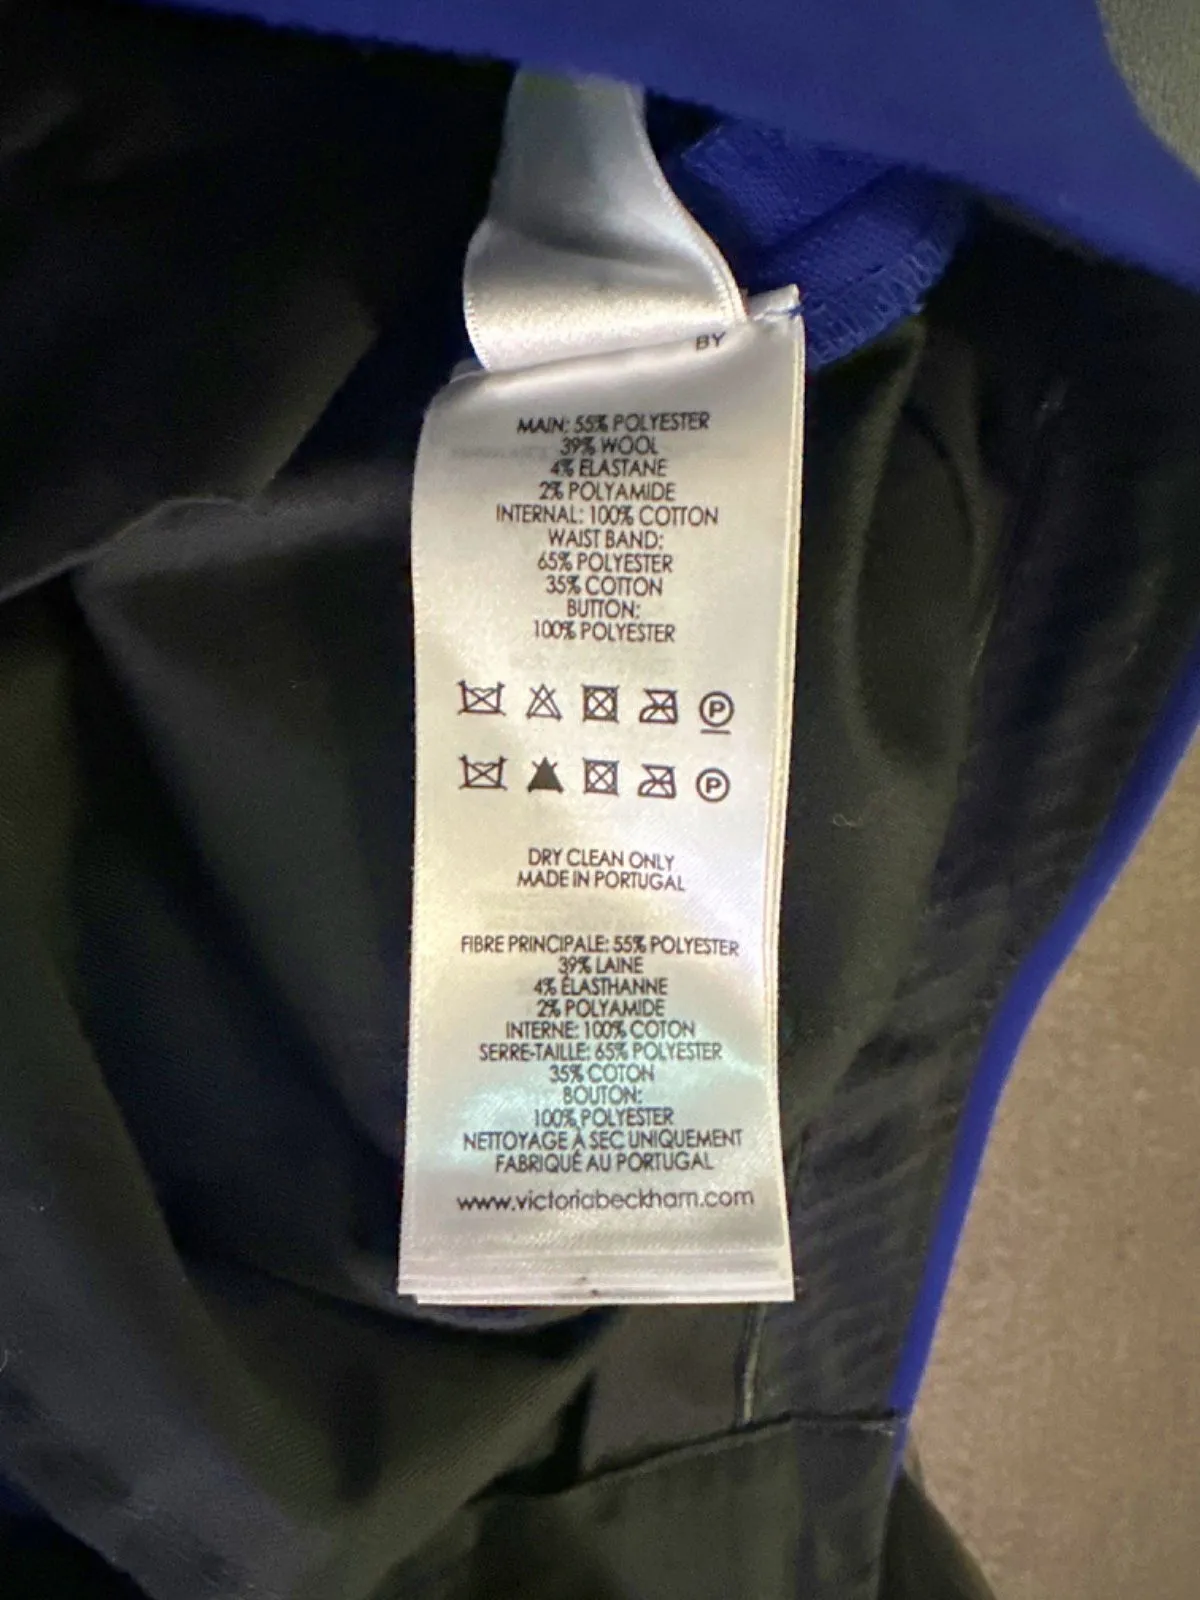 BY
MAIN: 55% POLYESTER
39% WOOL
4% ELASTANE
2% POLYAMIDE
INTERNAL: 100% COTTON
WAIST BAND:
65% POLYESTER
35% COTTON
BUTTON:
100% POLYESTER
P
P
DRY CLEAN ONLY
MADE IN PORTUGAL
FIBRE PRINCIPALE: 55% POLYESTER
39% LAINE
4% ÉLASTHANNE
2% POLYAMIDE
INTERNE: 100% COTON
SERRE-TAILLE: 65% POLYESTER
35% COTON
BOUTON:
100% POLYESTER
NETTOYAGE À SEC UNIQUEMENT
FABRIQUÉ AU PORTUGAL
www.victoriabeckham.com